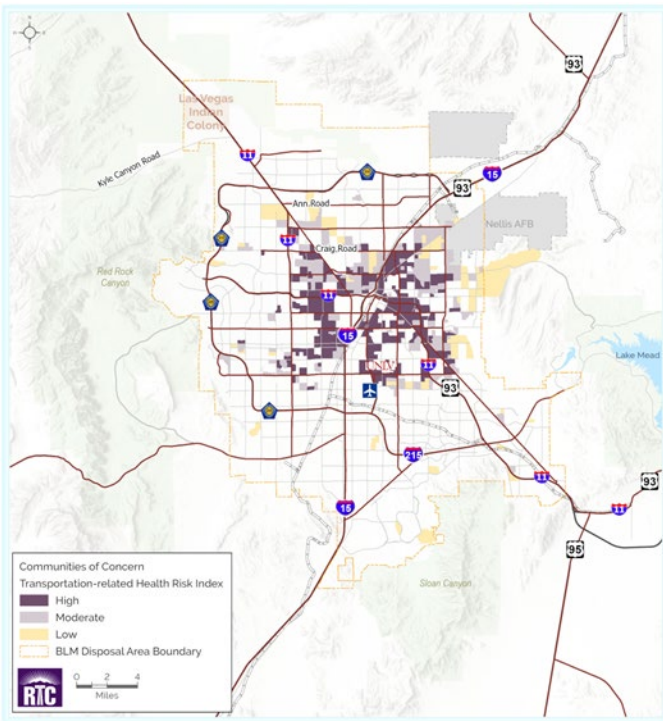 93
Las Vegas
Indian
Colony
11
Kyle Canyon Road
15
93
Ann Road
Nellis AFB
11
Craig Road
Red Rock
Canyon
11
15
Lake Mead
UNLV
11
93
215
11
93
15
11
95
Sloan Canyon
Communities of Concern
Transportation-related Health Risk Index
High
Moderate
Low
BLM Disposal Area Boundary
RTC
0 2 4
Miles